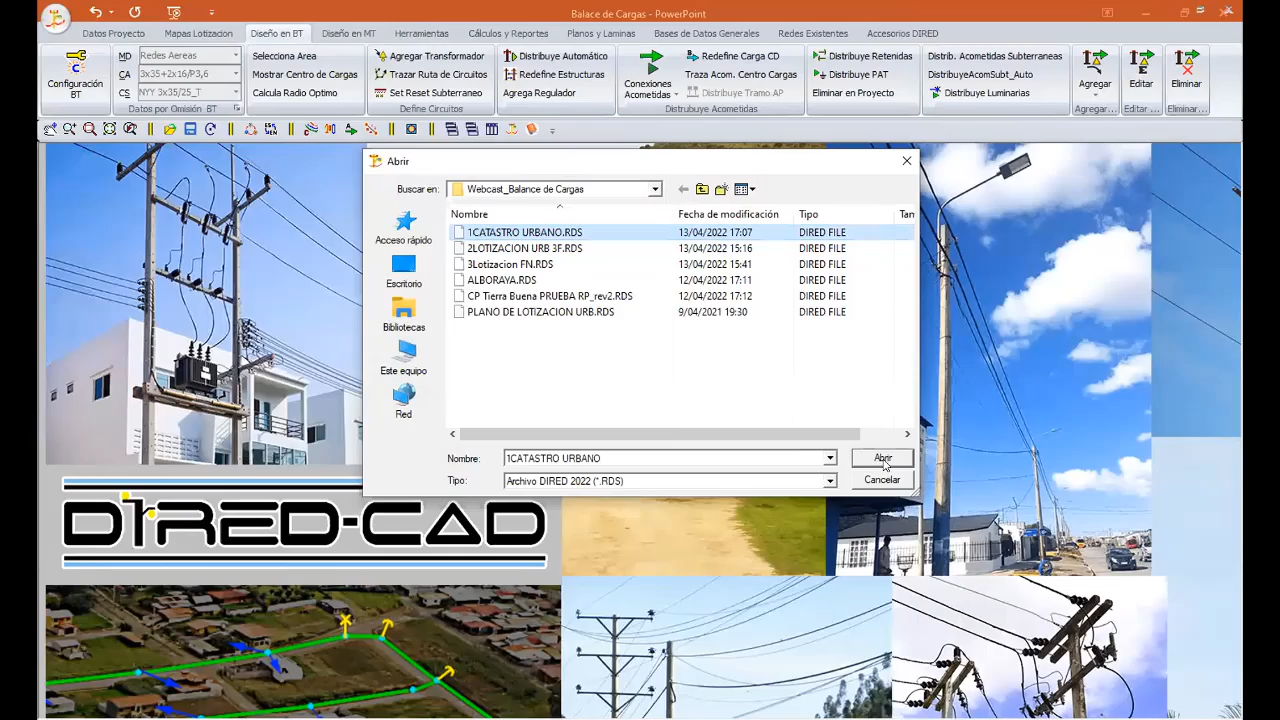 Balace de Cargas - PowerPoint
Datos Proyecto
Mapas Lotizacion
Diseño en BT
Diseño en MT
Herramientas
Cálculos y Reportes
Planos y Laminas
Bases de Datos Generales
Redes Existentes
Accesorios DIRED
Configuración
BT
MD
Redes Aereas
CA
3x35+2x16/P3,6
CS
NYY 3x35/25_T
Datos por Omisión BT
Selecciona Area
Mostrar Centro de Cargas
Calcula Radio Optimo
Agregar Transformador
Trazar Ruta de Circuitos
Set Reset Subterraneo
Define Circuitos
Distribuye Automático
Redefine Estructuras
Agrega Regulador
Conexiones
Acometidas
Redefine Carga CC
Traza Acom. Centro Cargas
Distribuye Tramo AP
Distrubuye Acometidas
Distribuye Retenidas
Distribuye PAT
Eliminar en Proyecto
Distrib. Acometidas Subterraneas
DistribuyeAcomSubt_Auto
Distribuye Luminarias
Agregar
Agregar...
Editar
Editar ...
Eliminar
Eliminar...
Abrir
Buscar en:
Webcast_Balance de Cargas
Nombre
Fecha de modificación
Tipo
Tan
1CATASTRO URBANO.RDS
13/04/2022 17:07
DIRED FILE
2LOTIZACION URB 3F.RDS
13/04/2022 15:16
DIRED FILE
3Lotizacion FN.RDS
13/04/2022 15:41
DIRED FILE
ALBORAYA.RDS
12/04/2022 17:11
DIRED FILE
CP Tierra Buena PRUEBA RP_rev2.RDS
12/04/2022 17:12
DIRED FILE
PLANO DE LOTIZACION URB.RDS
9/04/2021 19:30
DIRED FILE
Acceso rápido
Escritorio
Bibliotecas
Este equipo
Red
Nombre:
1CATASTRO URBANO
Abrir
Tipo:
Archivo DIRED 2022 (*.RDS)
Cancelar
DIRED-CAD